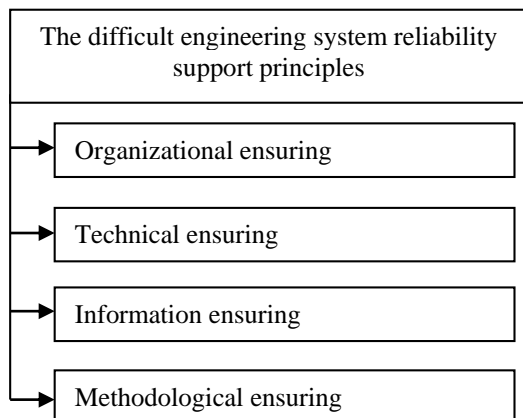 The difficult engineering system reliability
support principles
Organizational ensuring
Technical ensuring
Information ensuring
Methodological ensuring